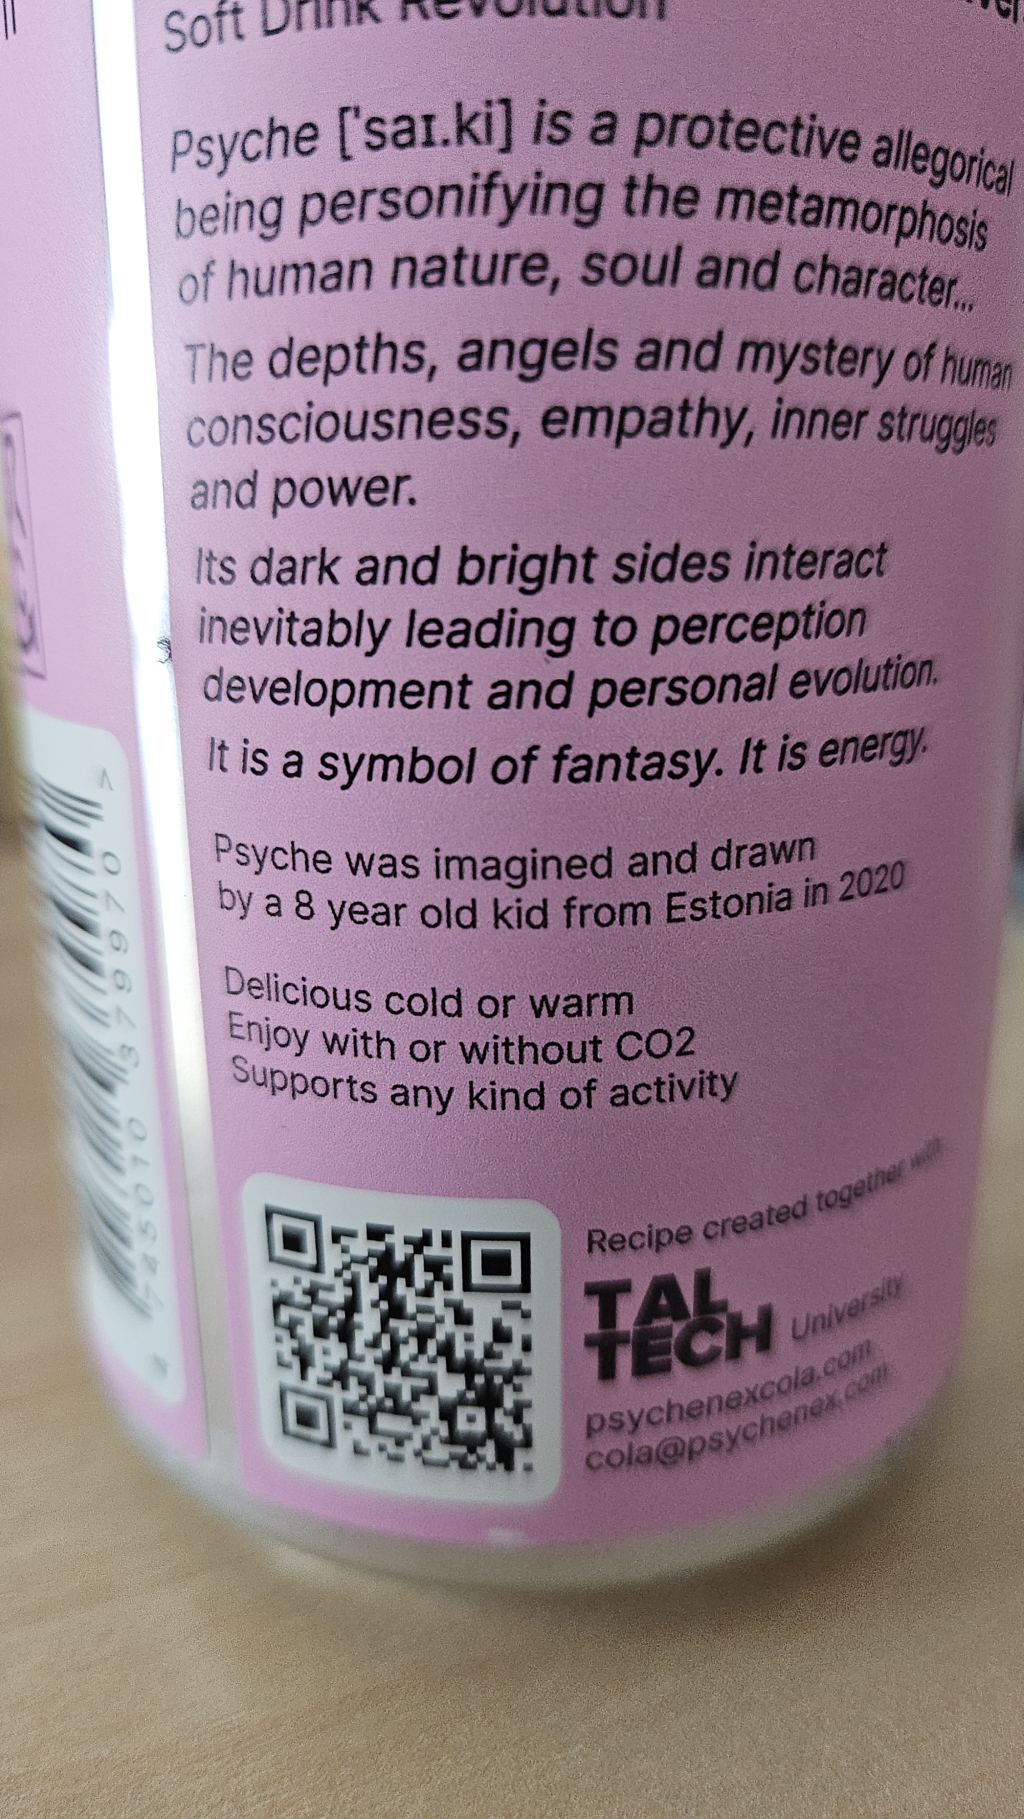 Soft Drink Revolution
Psyche ['saɪ.ki] is a protective allegorical
being personifying the metamorphosis
of human nature, soul and character...
The depths, angels and mystery of human
consciousness, empathy, inner struggles
and power.
Its dark and bright sides interact
inevitably leading to perception
development and personal evolution.
It is a symbol of fantasy. It is energy.
Psyche was imagined and drawn
by a 8 year old kid from Estonia in 2020
Delicious cold or warm
Enjoy with or without CO2
Supports any kind of activity
Recipe created together with
TAL
TECH University
psychenexcola.com
cola@psychenex.com